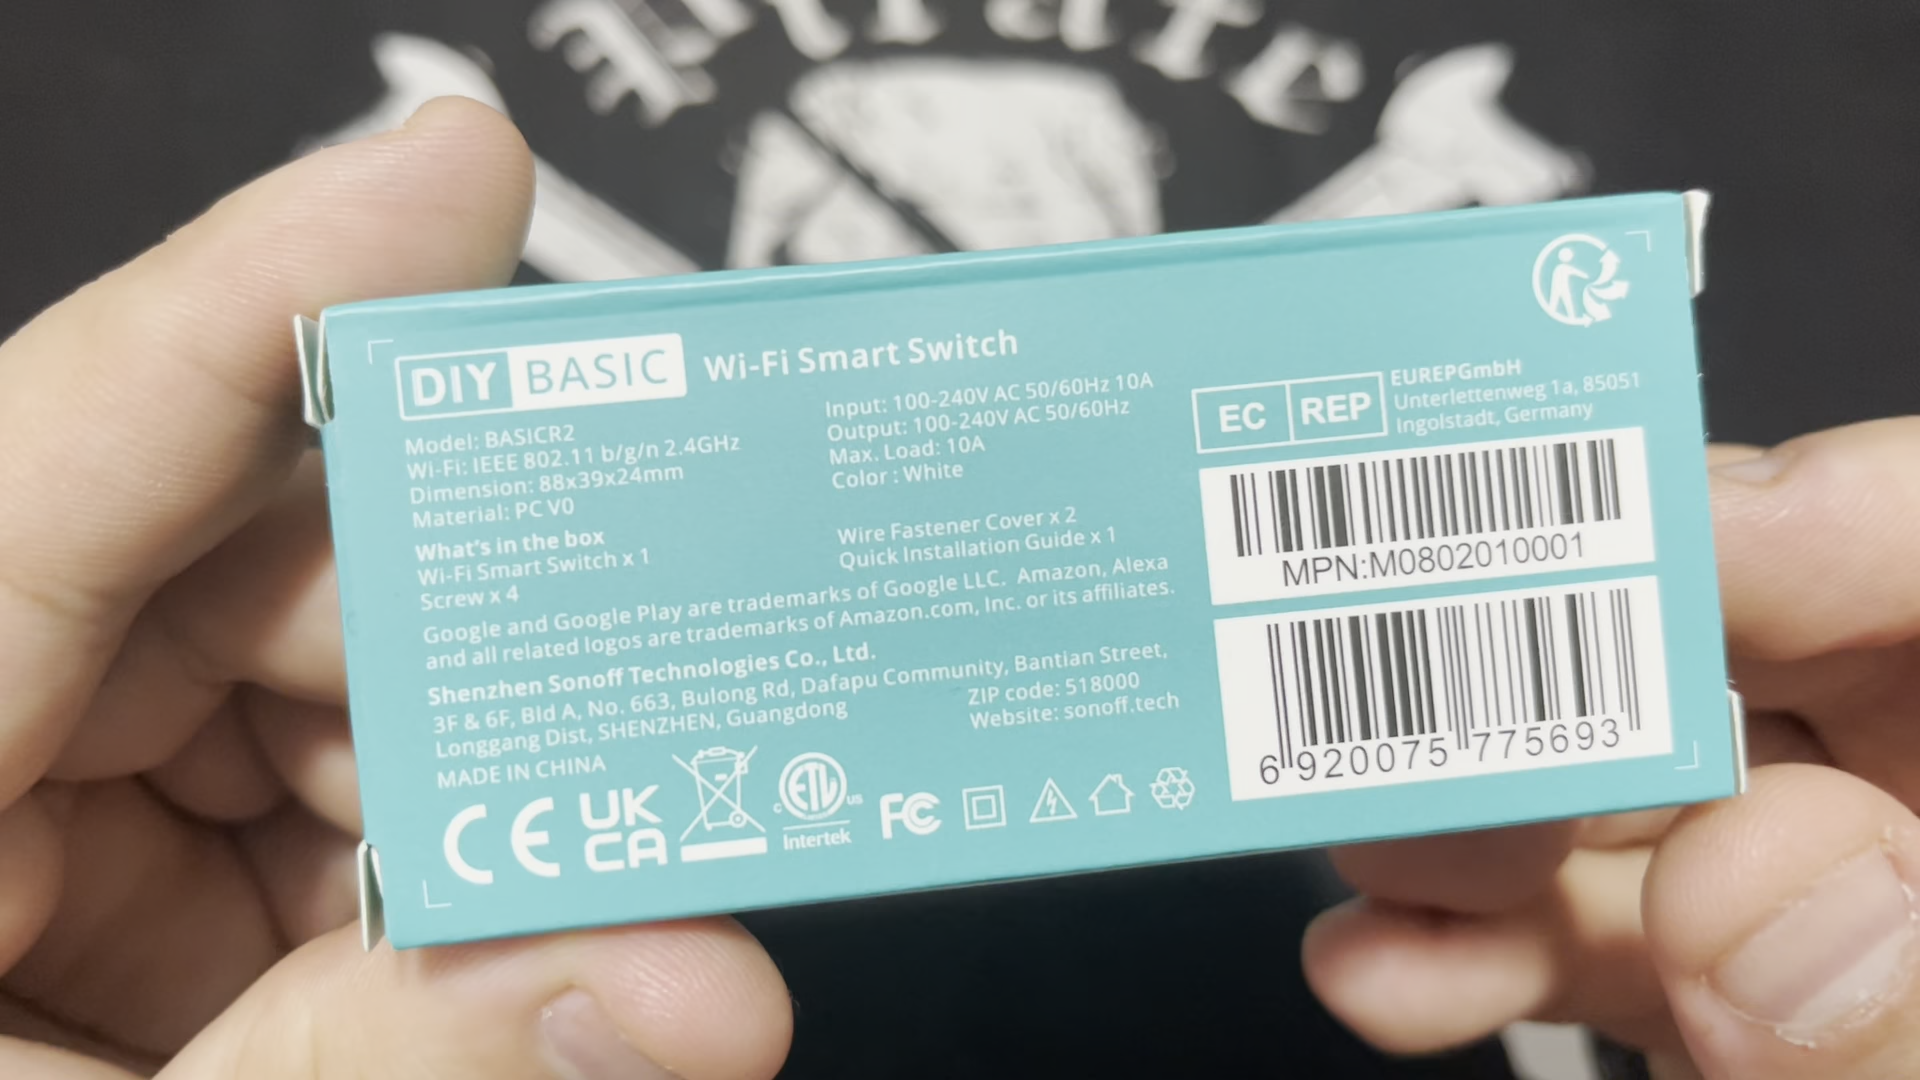 DIY BASIC Wi-Fi Smart Switch
Model: BASICR2
Wi-Fi: IEEE 802.11 b/g/n 2.4GHz
Dimension: 88x39x24mm
Material: PC V0
Input: 100-240V AC 50/60Hz 10A
Output: 100-240V AC 50/60Hz
Max. Load: 10A
Color : White
What's in the box
Wi-Fi Smart Switch x 1
Screw x 4
Wire Fastener Cover x 2
Quick Installation Guide x 1
Google and Google Play are trademarks of Google LLC. Amazon, Alexa
and all related logos are trademarks of Amazon.com, Inc. or its affiliates.
Shenzhen Sonoff Technologies Co., Ltd.
3F & 6F, Bld A, No. 663, Bulong Rd, Dafapu Community, Bantian Street,
Longgang Dist, SHENZHEN, Guangdong
ZIP code: 518000
Website: sonoff.tech
MADE IN CHINA
CE
UK
CA
c ETL us
Intertek
FC
EC REP
EUREPGmbH
Unterlettenweg 1a, 85051
Ingolstadt, Germany
MPN:M0802010001
6 920075 775693